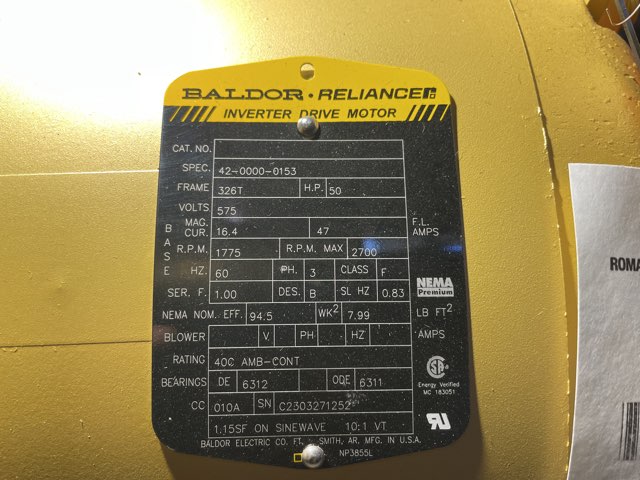 BALDOR • RELIANCE
INVERTER DRIVE MOTOR
CAT. NO.
SPEC. 42-0000-0153
FRAME 326T H.P. 50
VOLTS 575
BASE
MAG. CUR. 16.4 47 F.L. AMPS
R.P.M. 1775 R.P.M. MAX 2700
HZ. 60 PH. 3 CLASS F
SER. F. 1.00 DES. B SL HZ 0.83
NEMA Premium
NEMA NOM. EFF. 94.5 WK² 7.99 LB FT²
BLOWER V PH HZ AMPS
RATING 40C AMB-CONT
BEARINGS DE 6312 ODE 6311
Energy Verified
MC 183051
CC 010A SN C2303271252
1.15SF ON SINEWAVE 10:1 VT
BALDOR ELECTRIC CO. FT. SMITH, AR. MFG. IN U.S.A.
NP3855L
ROMA